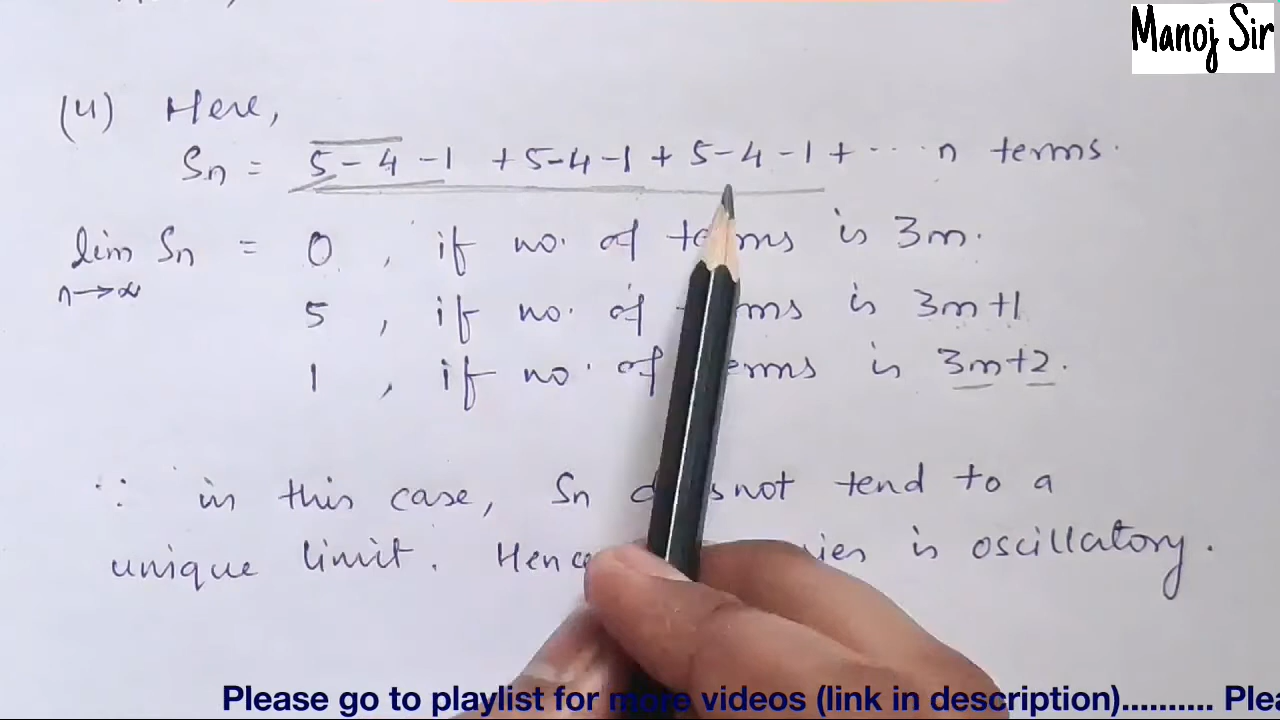 Manoj Sir
(4) Here,
Sn = 5-4-1 +5-4-1 + 5-4-1 + ... n terms.
lim Sn = 0, if no. of terms is 3m.
n→∞
5, if no. of terms is 3m+1
1, if no. of terms is 3m+2.
∵ in this case, Sn does not tend to a
unique limit. Hence is oscillatory.
Please go to playlist for more videos (link in description).......... Plea